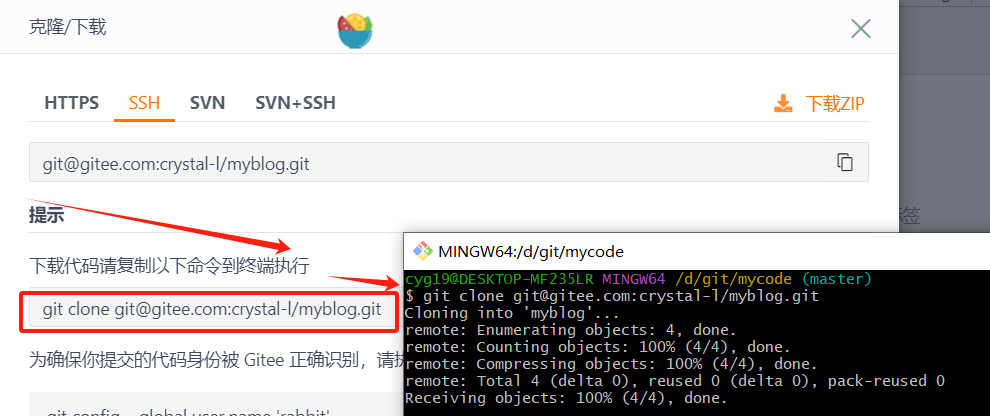 克隆/下载
HTTPS SSH SVN SVN+SSH 下载ZIP
git@gitee.com:crystal-l/myblog.git
提示
下载代码请复制以下命令到终端执行
git clone git@gitee.com:crystal-l/myblog.git
为确保你提交的代码身份被 Gitee 正确识别，请执
git config --global user.name 'rabbit'
签
MINGW64:/d/git/mycode
cyg19@DESKTOP-MF235LR MINGW64 /d/git/mycode (master)
$ git clone git@gitee.com:crystal-l/myblog.git
Cloning into 'myblog'...
remote: Enumerating objects: 4, done.
remote: Counting objects: 100% (4/4), done.
remote: Compressing objects: 100% (4/4), done.
remote: Total 4 (delta 0), reused 0 (delta 0), pack-reused 0
Receiving objects: 100% (4/4), done.